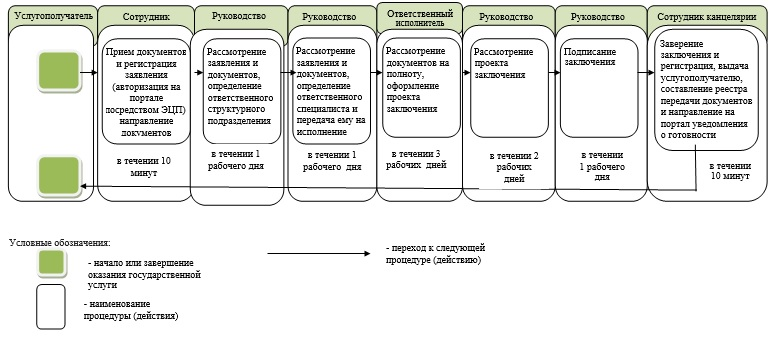 Услугополучатель
Сотрудник
Руководство
Руководство
Ответственный
исполнитель
Руководство
Руководство
Сотрудник канцелярии
Прием документов
и регистрация
заявления
(авторизация на
портале
посредством ЭЦП)
направление
документов
в течении 10
минут
Рассмотрение
заявления и
документов,
определение
ответственного
структурного
подразделения
в течении 1
рабочего дня
Рассмотрение
заявления и
документов,
определение
ответственного
специалиста и
передача ему на
исполнение
в течении 1
рабочего дня
Рассмотрение
документов на
полноту,
оформление
проекта
заключения
в течении 3
рабочих дней
Рассмотрение
проекта
заключения
в течении 2
рабочих
дней
Подписание
заключения
в течении
1 рабочего
дня
Заверение
заключения и
регистрация, выдача
услугополучателю,
составление реестра
передачи документов
и направление на
портал уведомления
о готовности
в течении
10 минут
Условные обозначения:
- начало или завершение
оказания государственной
услуги
- наименование
процедуры (действия)
- переход к следующей
процедуре (действию)